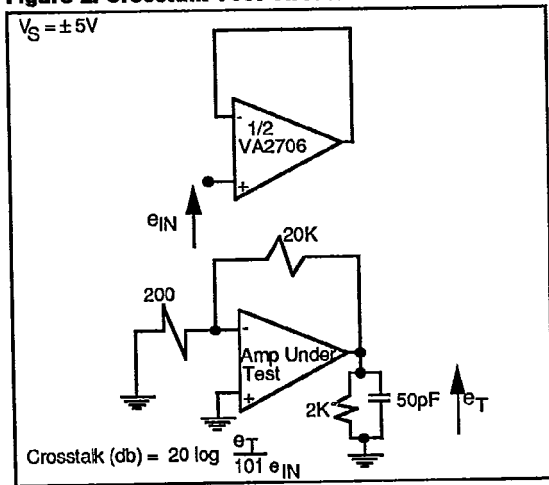 V_S = ± 5V
1/2
VA2706
-
+
e_IN
20K
200
-
Amp Under
Test
+
2K
50pF
e_T
Crosstalk (db) = 20 log e_T / 101 e_IN